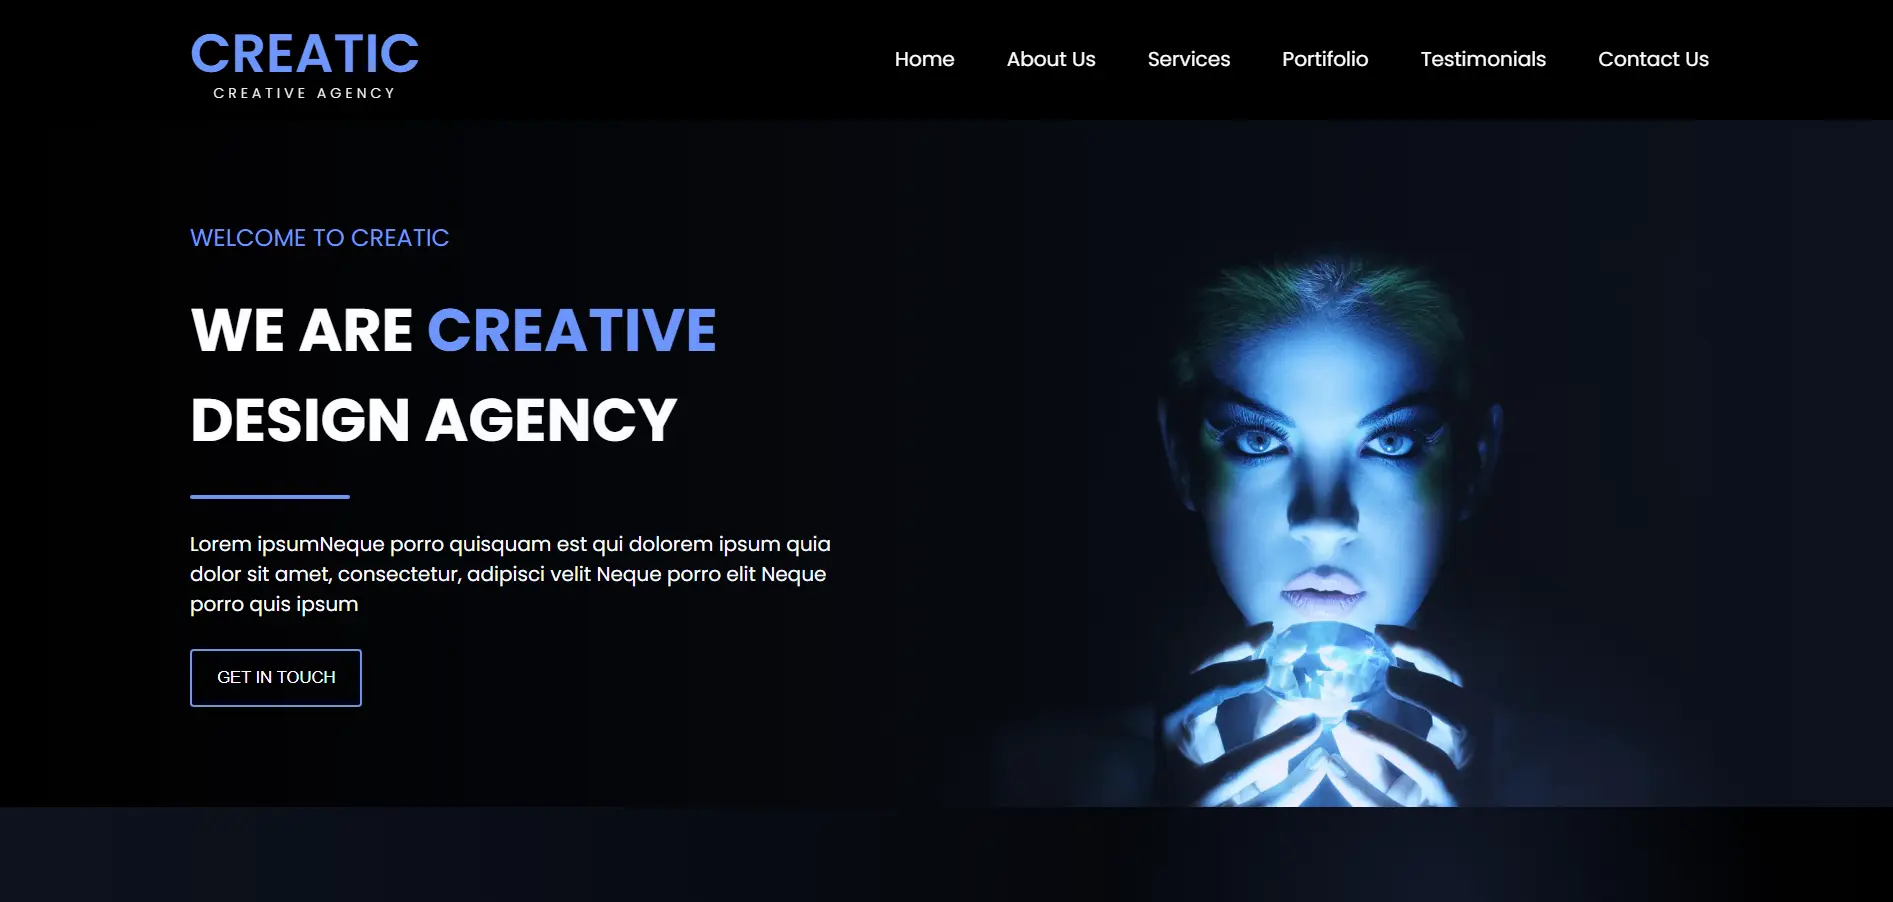 CREATIC
CREATIVE AGENCY
Home
About Us
Services
Portifolio
Testimonials
Contact Us
WELCOME TO CREATIC
WE ARE CREATIVE
DESIGN AGENCY
Lorem ipsumNeque porro quisquam est qui dolorem ipsum quia
dolor sit amet, consectetur, adipisci velit Neque porro elit Neque
porro quis ipsum
GET IN TOUCH